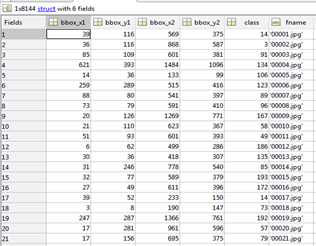 1x8144 struct with 6 fields
Fields bbox_x1 bbox_y1 bbox_x2 bbox_y2 class fname
1 39 116 569 375 14 '00001.jpg'
2 36 116 868 587 3 '00002.jpg'
3 85 109 601 381 91 '00003.jpg'
4 621 393 1484 1096 134 '00004.jpg'
5 14 36 133 99 106 '00005.jpg'
6 259 289 515 416 123 '00006.jpg'
7 88 80 541 397 89 '00007.jpg'
8 73 79 591 410 96 '00008.jpg'
9 20 126 1269 771 167 '00009.jpg'
10 21 110 623 367 58 '00010.jpg'
11 51 93 601 393 49 '00011.jpg'
12 6 62 499 286 186 '00012.jpg'
13 30 36 418 307 135 '00013.jpg'
14 31 246 778 540 85 '00014.jpg'
15 32 77 589 379 193 '00015.jpg'
16 27 49 611 396 172 '00016.jpg'
17 39 52 233 150 14 '00017.jpg'
18 3 8 190 147 73 '00018.jpg'
19 247 287 1366 761 192 '00019.jpg'
20 17 281 961 596 57 '00020.jpg'
21 17 156 695 375 79 '00021.jpg'